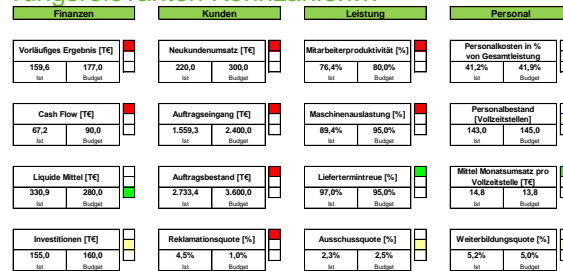 Finanzen Kunden Leistung Personal
Vorläufiges Ergebnis [T€] Neukundenumsatz [T€] Mitarbeiterproduktivität [%] Personalkosten in %
von Gesamtleistung
159,6 177,0 220,0 300,0 76,4% 80,0% 41,2% 41,9%
Ist Budget Ist Budget Ist Budget Ist Budget
Cash Flow [T€] Auftragseingang [T€] Maschinenauslastung [%] Personalbestand
[Vollzeitstellen]
67,2 90,0 1.559,3 2.400,0 89,4% 95,0% 143,0 145,0
Ist Budget Ist Budget Ist Budget Ist Budget
Liquide Mittel [T€] Auftragsbestand [T€] Liefertermintreue [%] Mittel Monatsumsatz pro
Vollzeitstelle [T€]
330,9 280,0 2.733,4 3.600,0 97,0% 95,0% 14,8 13,8
Ist Budget Ist Budget Ist Budget Ist Budget
Investitionen [T€] Reklamationsquote [%] Ausschussquote [%] Weiterbildungsquote [%]
155,0 160,0 4,5% 1,0% 2,3% 2,5% 5,2% 5,0%
Ist Budget Ist Budget Ist Budget Ist Budget